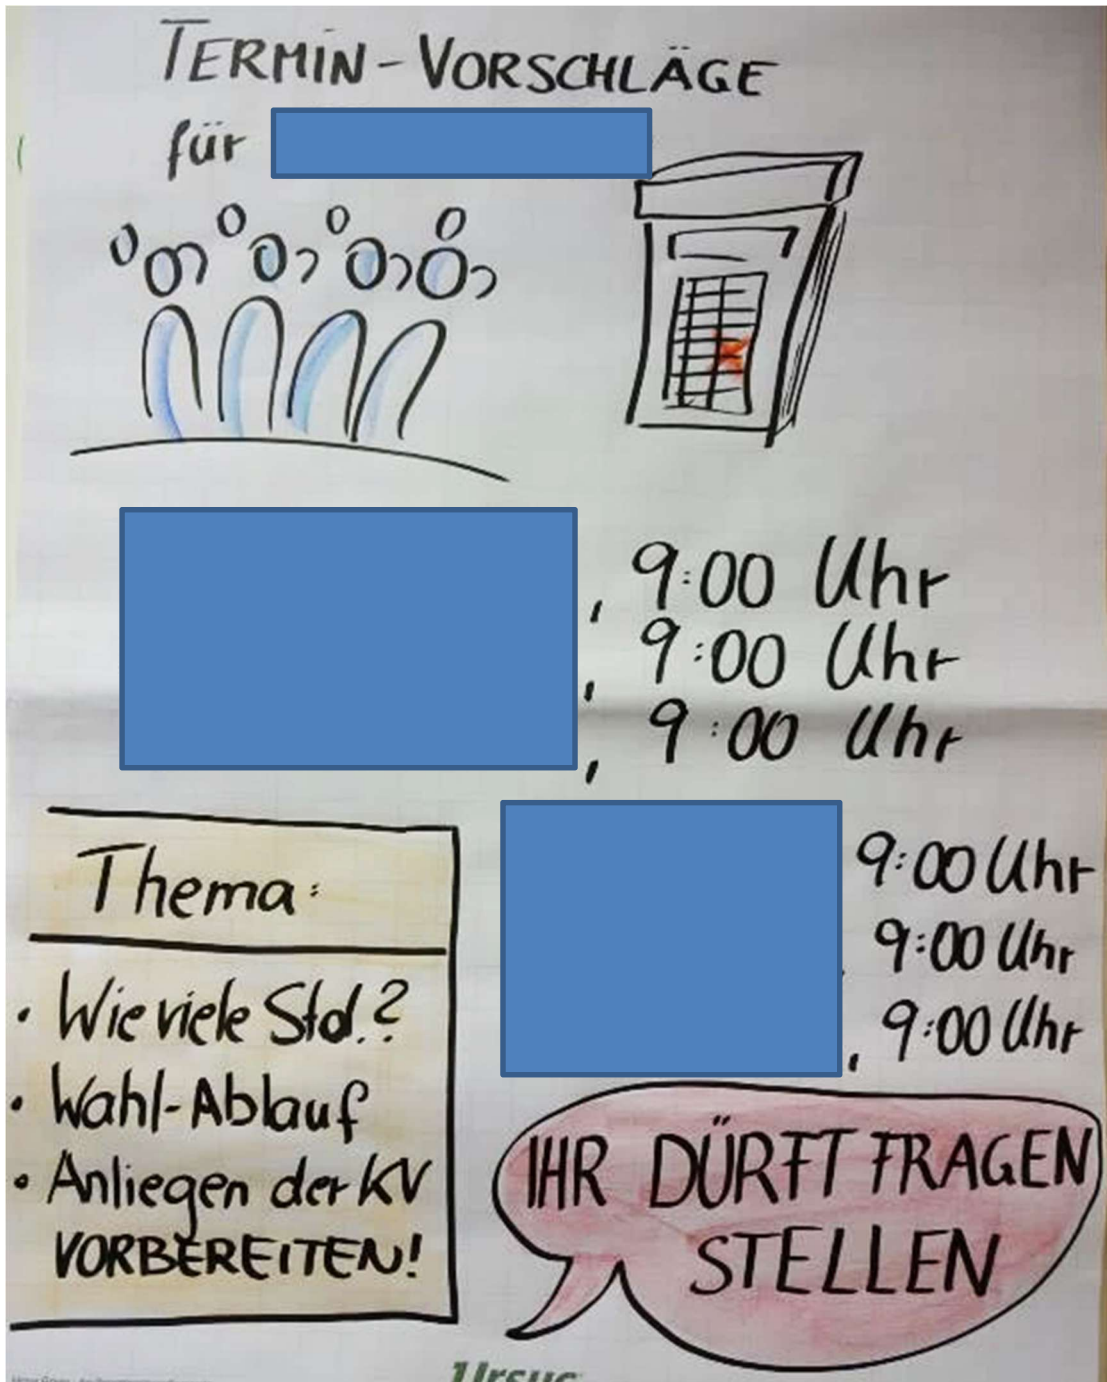 TERMIN-VORSCHLÄGE
für
, 9:00 Uhr
, 9:00 Uhr
, 9:00 Uhr
9:00 Uhr
9:00 Uhr
, 9:00 Uhr
Thema:
· Wie viele Std.?
· Wahl-Ablauf
· Anliegen der KV
VORBEREITEN!
IHR DÜRFT FRAGEN
STELLEN
Ursus